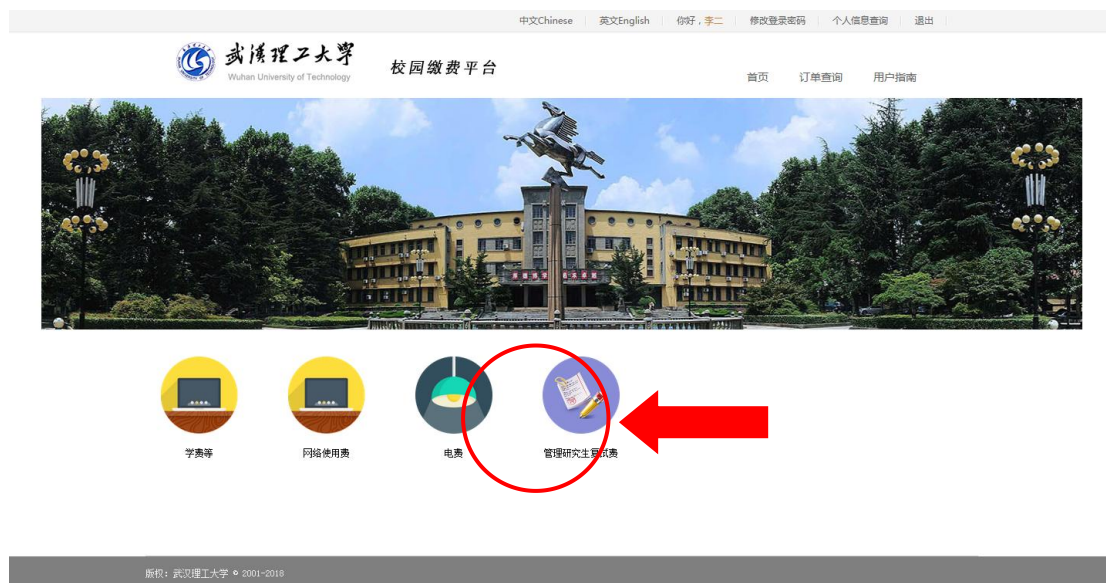 中文Chinese 英文English 你好，李二 修改登录密码 个人信息查询 退出
武汉理工大学
Wuhan University of Technology
校园缴费平台
首页 订单查询 用户指南
学费等 网络使用费 电费 管理研究生复试费
版权：武汉理工大学 © 2001-2018